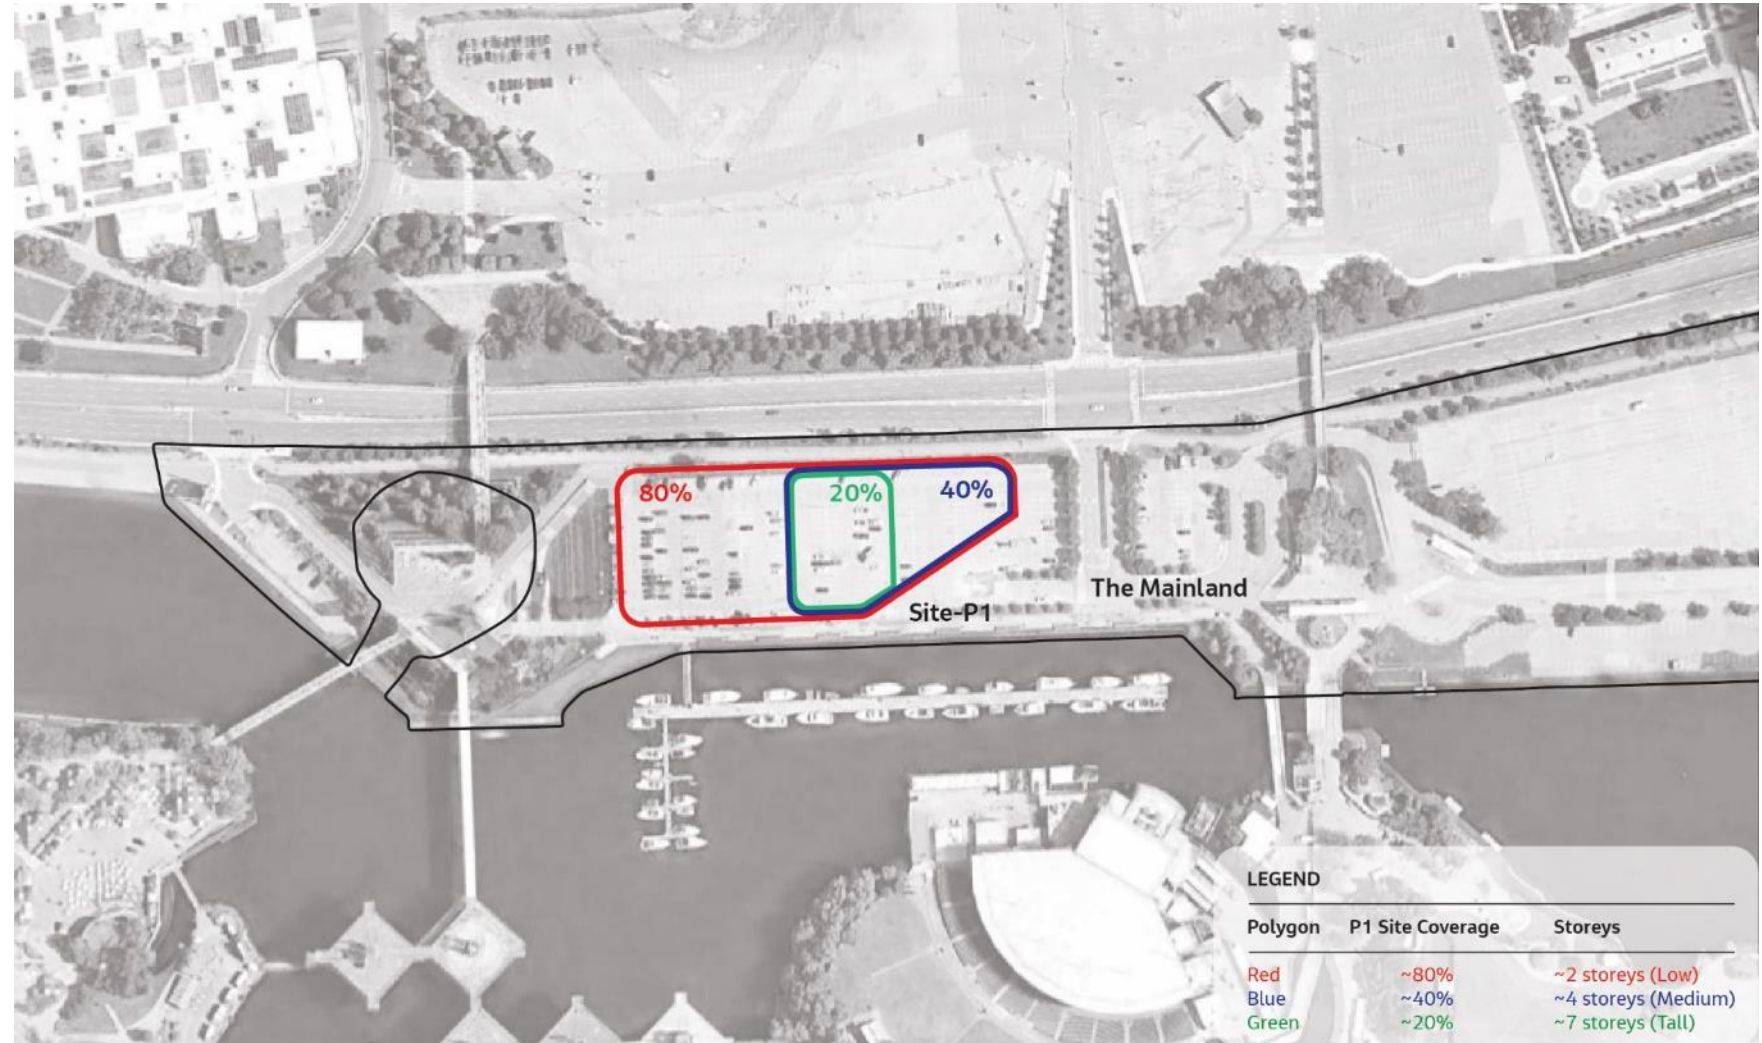 80%
20%
40%
The Mainland
Site-P1
LEGEND
Polygon P1 Site Coverage Storeys
Red ~80% ~2 storeys (Low)
Blue ~40% ~4 storeys (Medium)
Green ~20% ~7 storeys (Tall)